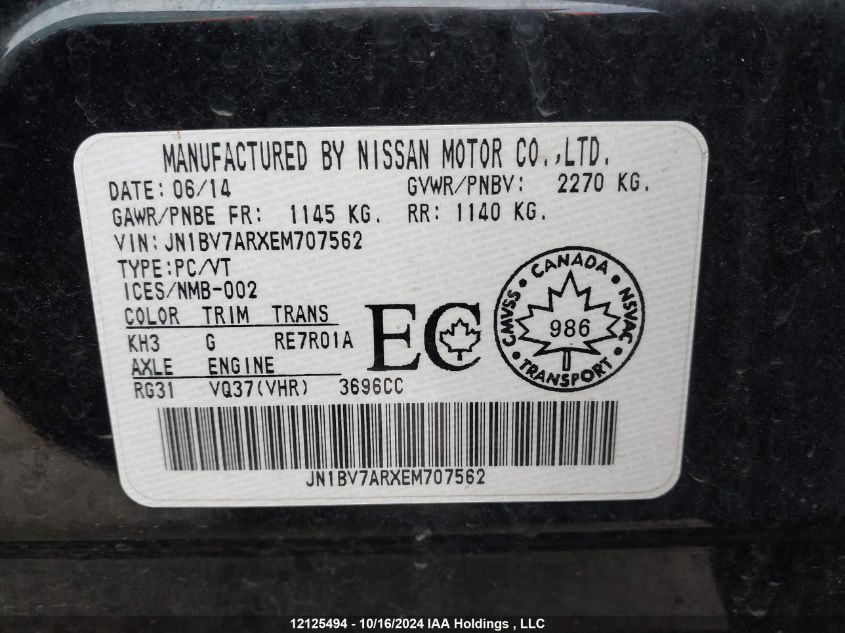 MANUFACTURED BY NISSAN MOTOR CO.,LTD.
DATE: 06/14 GVWR/PNBV: 2270 KG.
GAWR/PNBE FR: 1145 KG. RR: 1140 KG.
VIN: JN1BV7ARXEM707562
TYPE:PC/VT
ICES/NMB-002
COLOR TRIM TRANS
KH3 G RE7R01A
AXLE ENGINE
RG31 VQ37(VHR) 3696CC
EC
CMVSS • CANADA • NSVAC • TRANSPORT •
986
JN1BV7ARXEM707562
12125494 - 10/16/2024 IAA Holdings , LLC